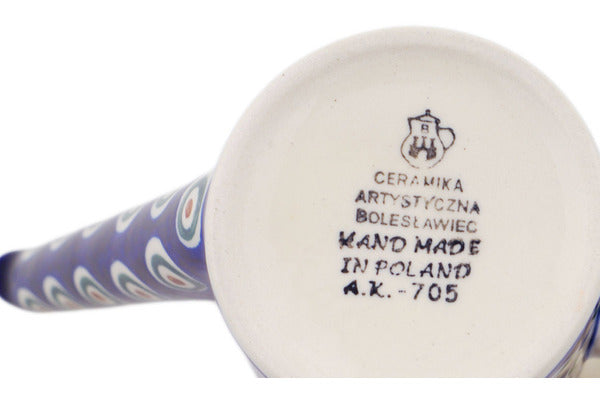 CERAMIKA
ARTYSTYCZNA
BOLESŁAWIEC
HAND MADE
IN POLAND
A.K.-705